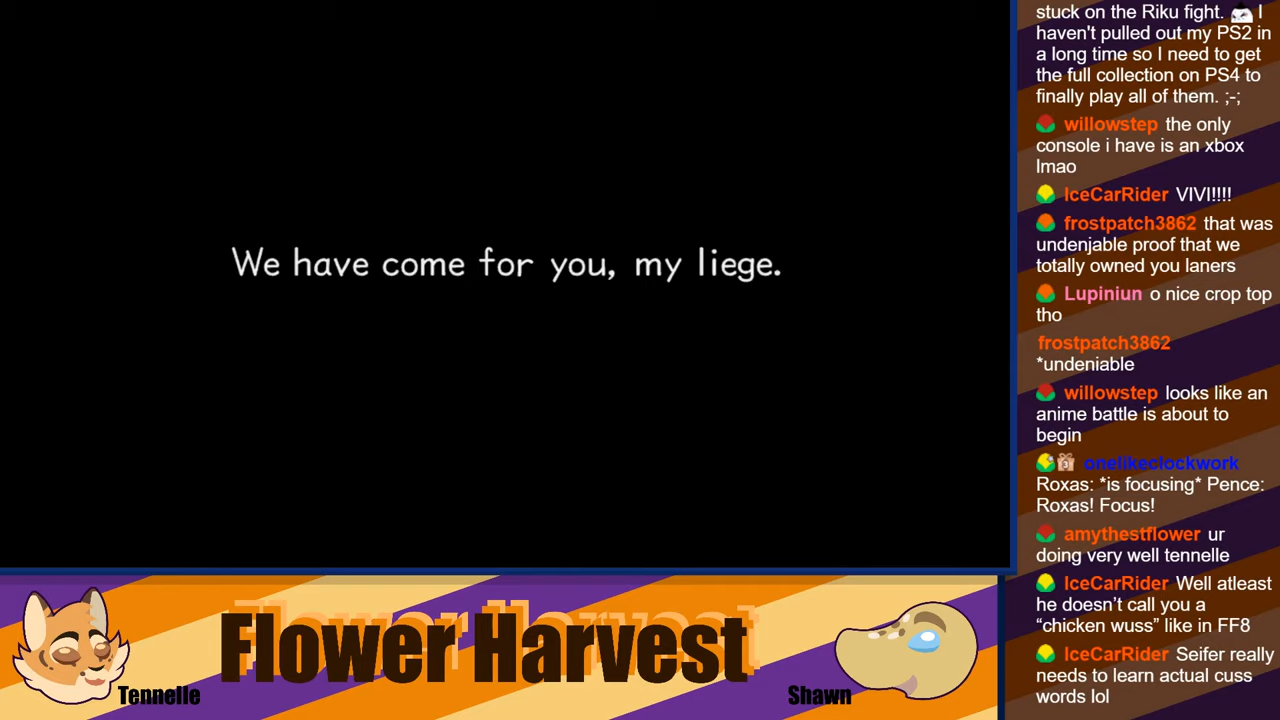 We have come for you, my liege.
stuck on the Riku fight. I
haven't pulled out my PS2 in
a long time so I need to get
the full collection on PS4 to
finally play all of them. ;-;
willowstep the only
console i have is an xbox
lmao
IceCarRider VIVI!!!!
frostpatch3862 that was
undenjable proof that we
totally owned you laners
Lupiniun o nice crop top
tho
frostpatch3862
*undeniable
willowstep looks like an
anime battle is about to
begin
onelikeclockwork
Roxas: *is focusing* Pence:
Roxas! Focus!
amythestflower ur
doing very well tennelle
IceCarRider Well atleast
he doesn’t call you a
“chicken wuss” like in FF8
IceCarRider Seifer really
needs to learn actual cuss
words lol
Flower Harvest
Tennelle
Shawn